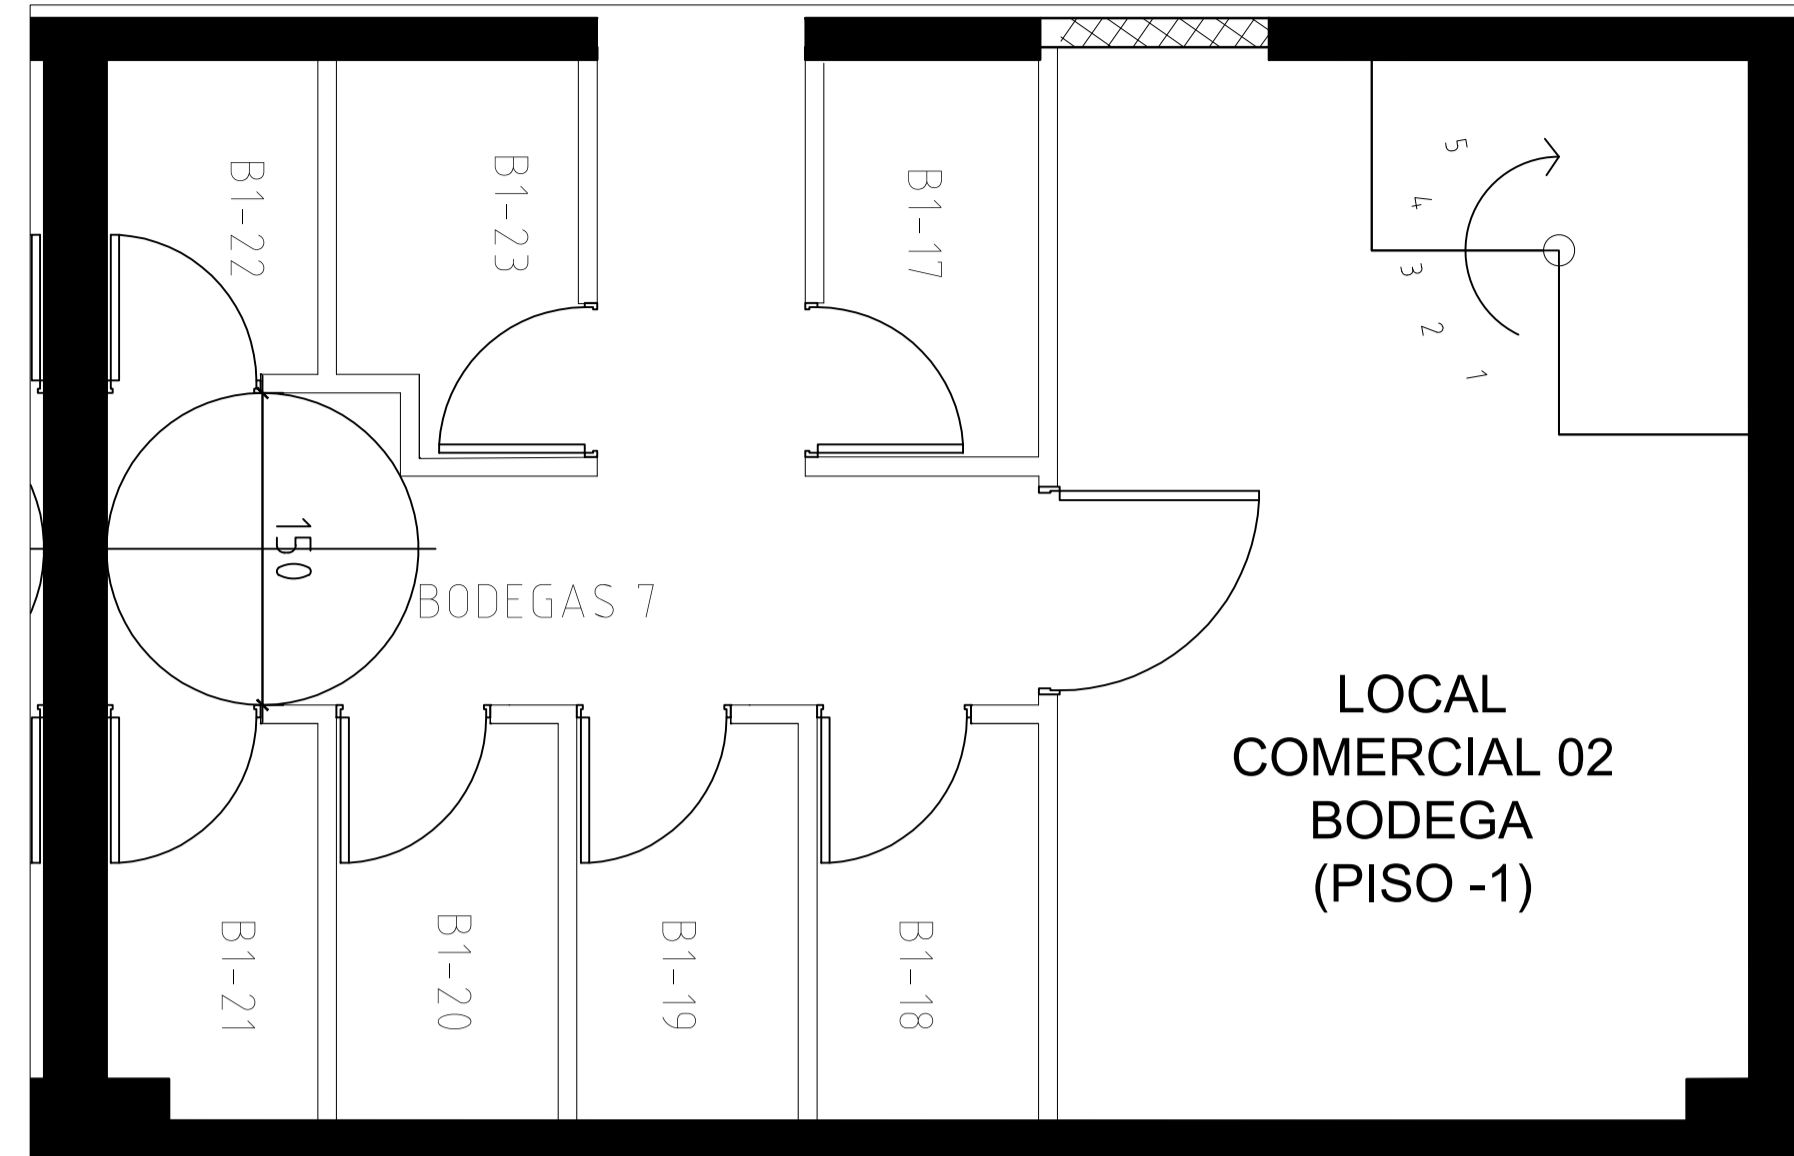 B1-22
B1-23
B1-17
5
4
3
2
1
150
BODEGAS 7
LOCAL
COMERCIAL 02
BODEGA
(PISO -1)
B1-21
B1-20
B1-19
B1-18